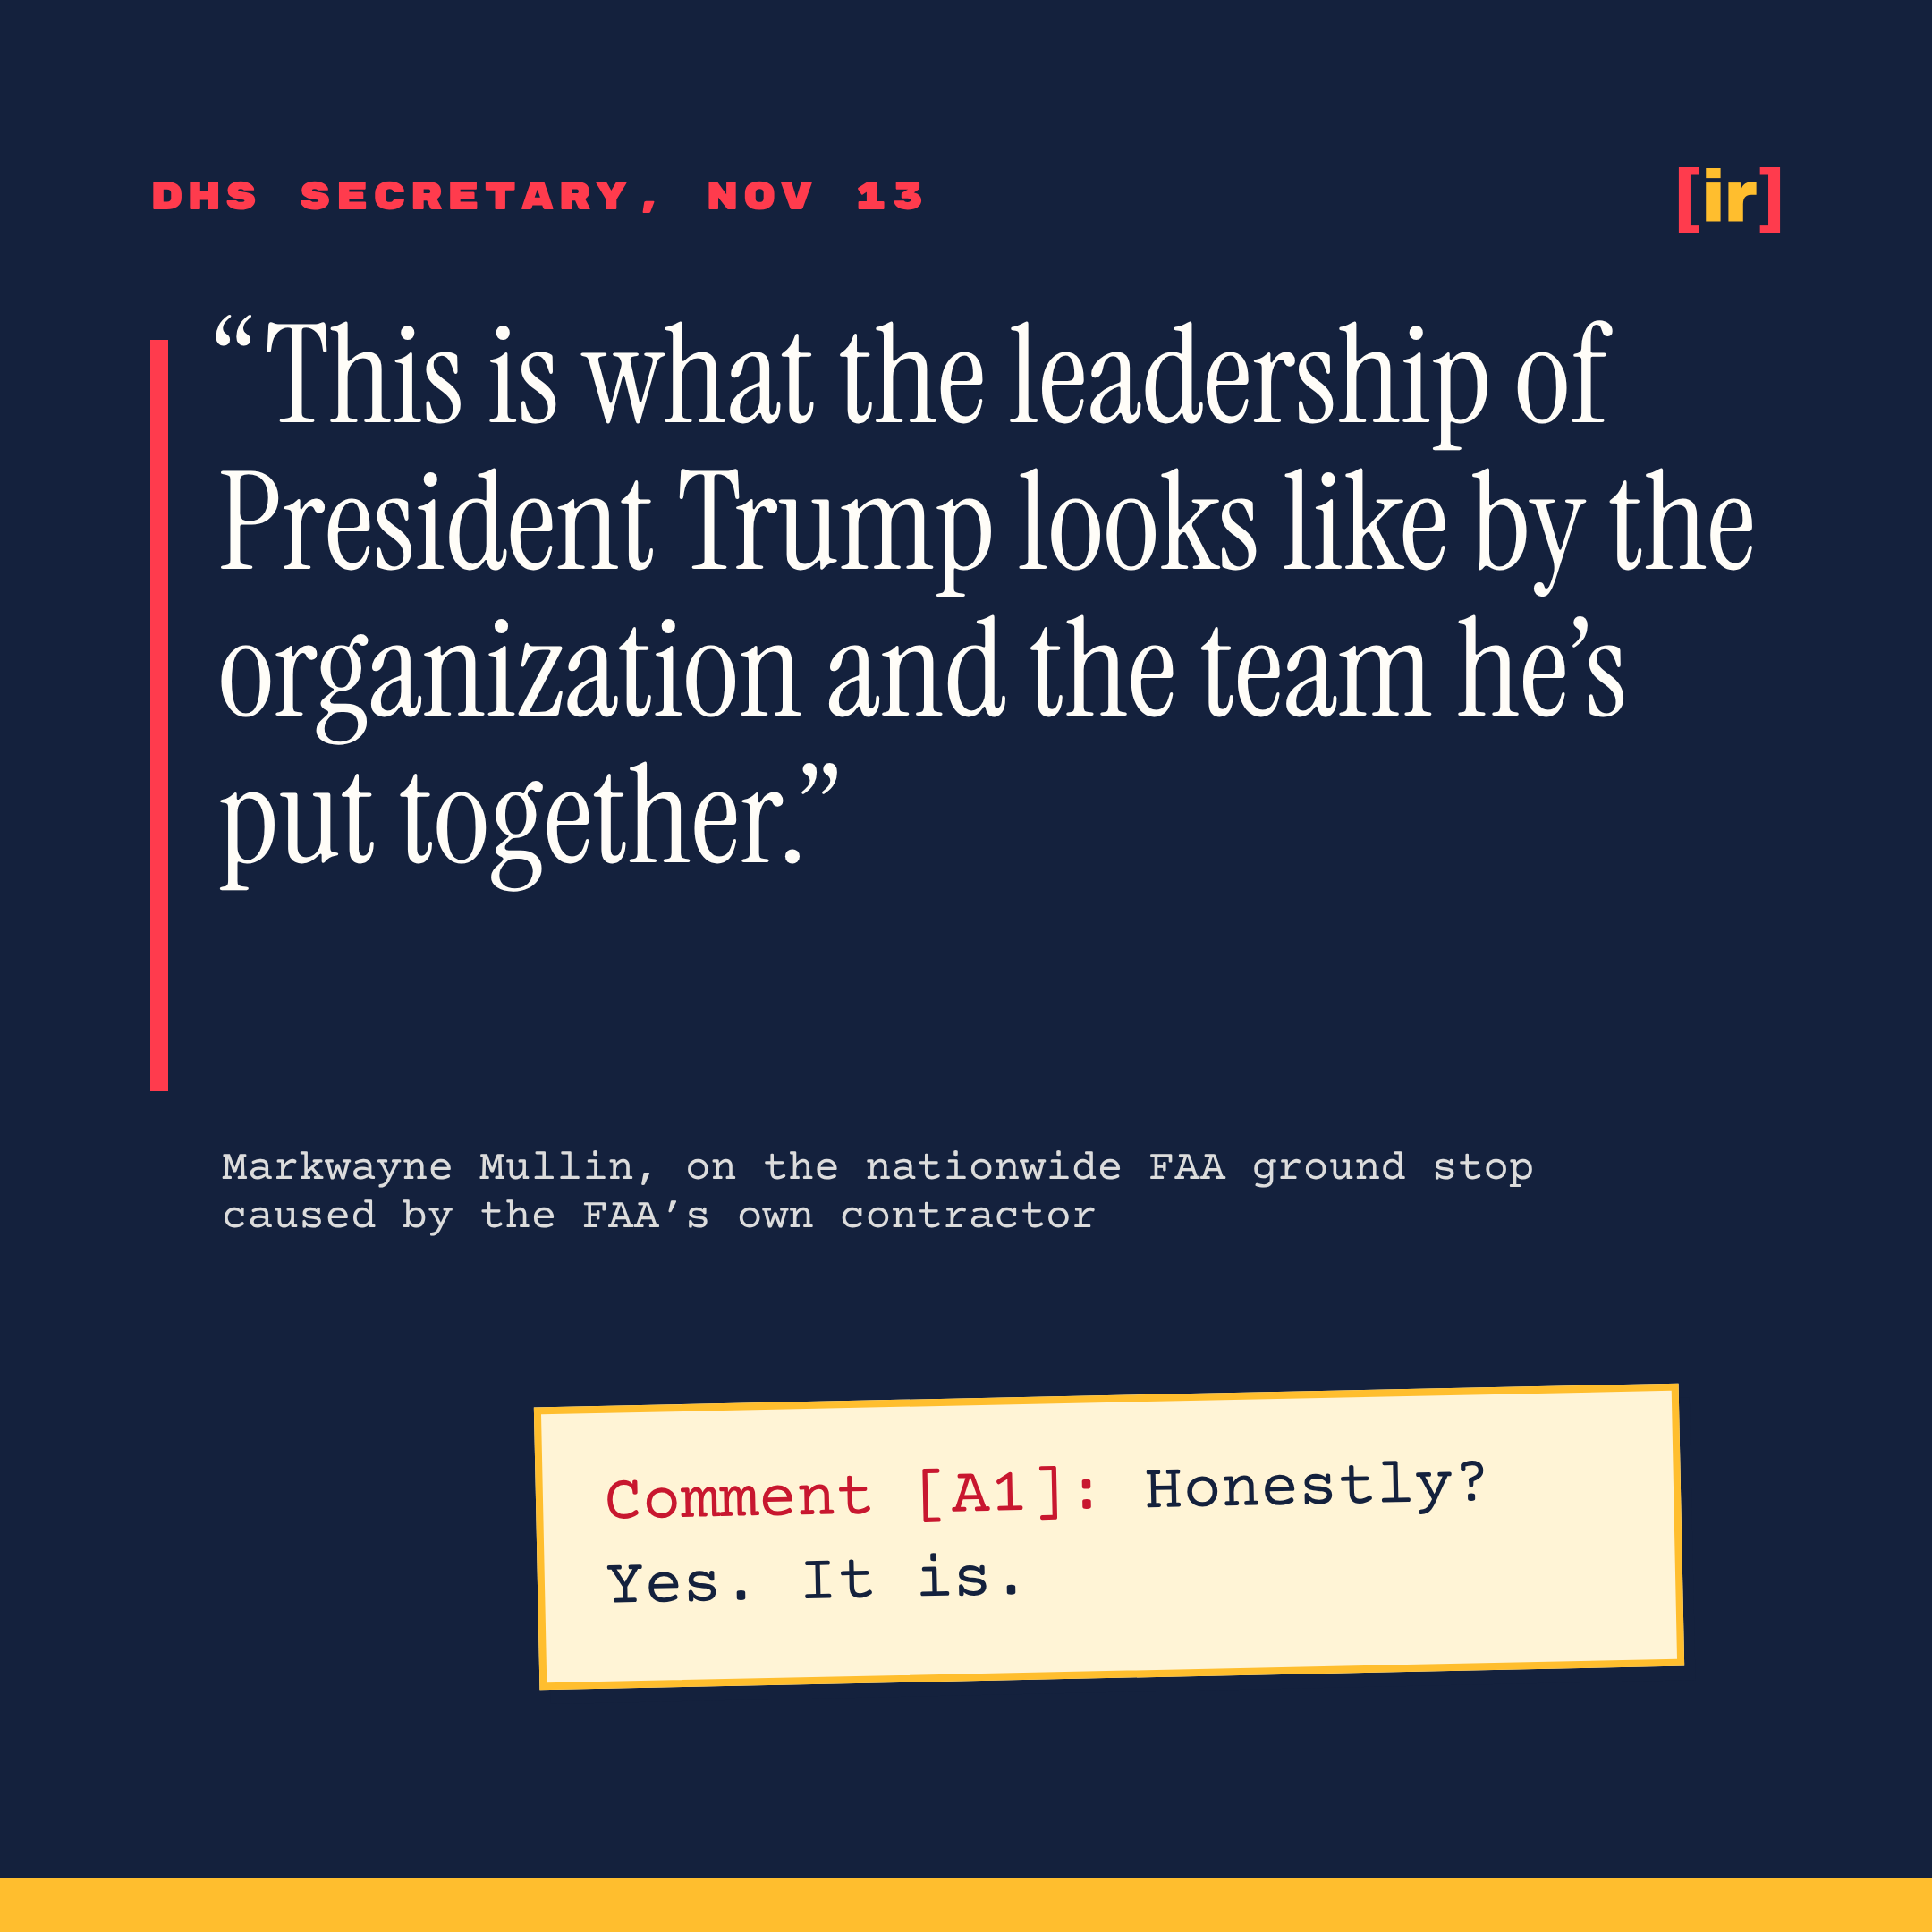 DHS SECRETARY, NOV 13
[ir]
“This is what the leadership of
President Trump looks like by the
organization and the team he’s
put together.”
Markwayne Mullin, on the nationwide FAA ground stop
caused by the FAA’s own contractor
Comment [A1]: Honestly?
Yes. It is.